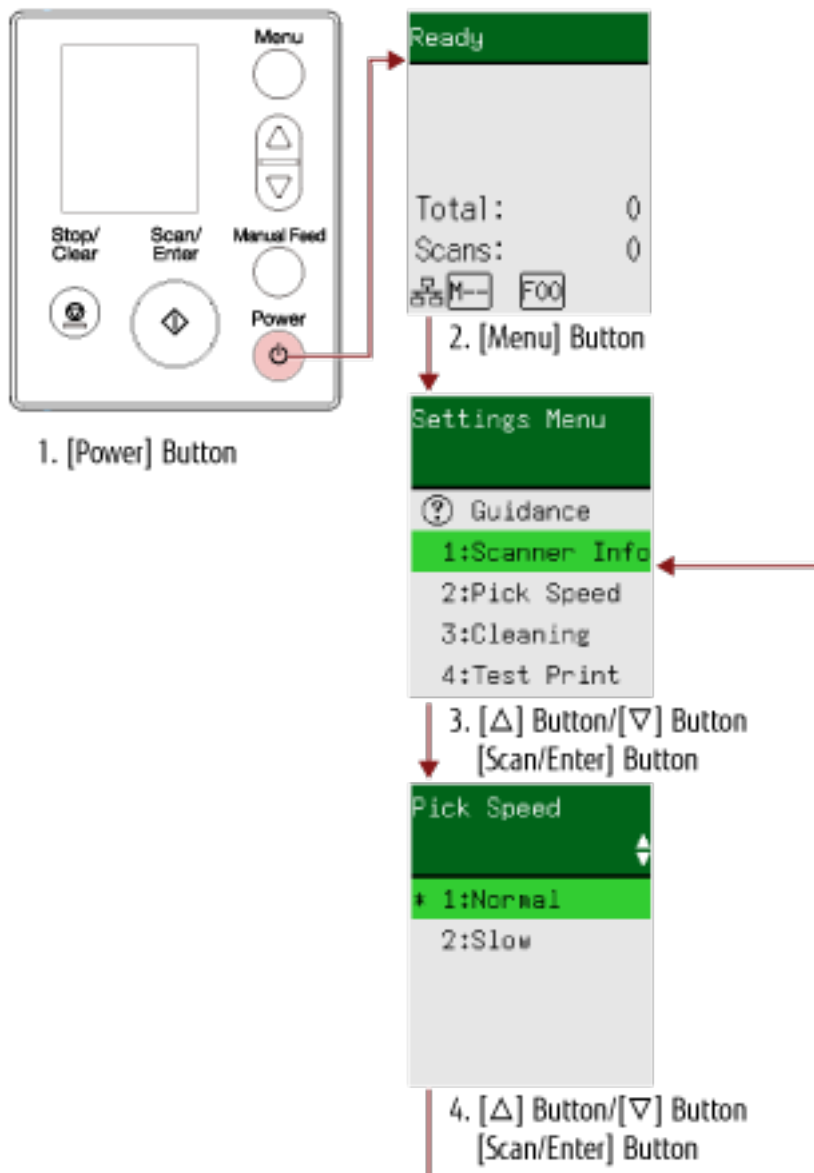 Menu
Stop/
Clear
Scan/
Enter
Manual Feed
Power
1. [Power] Button
Ready
Total: 0
Scans: 0
M-- F00
2. [Menu] Button
Settings Menu
? Guidance
1:Scanner Info
2:Pick Speed
3:Cleaning
4:Test Print
3. [△] Button/[▽] Button
[Scan/Enter] Button
Pick Speed
* 1:Normal
2:Slow
4. [△] Button/[▽] Button
[Scan/Enter] Button